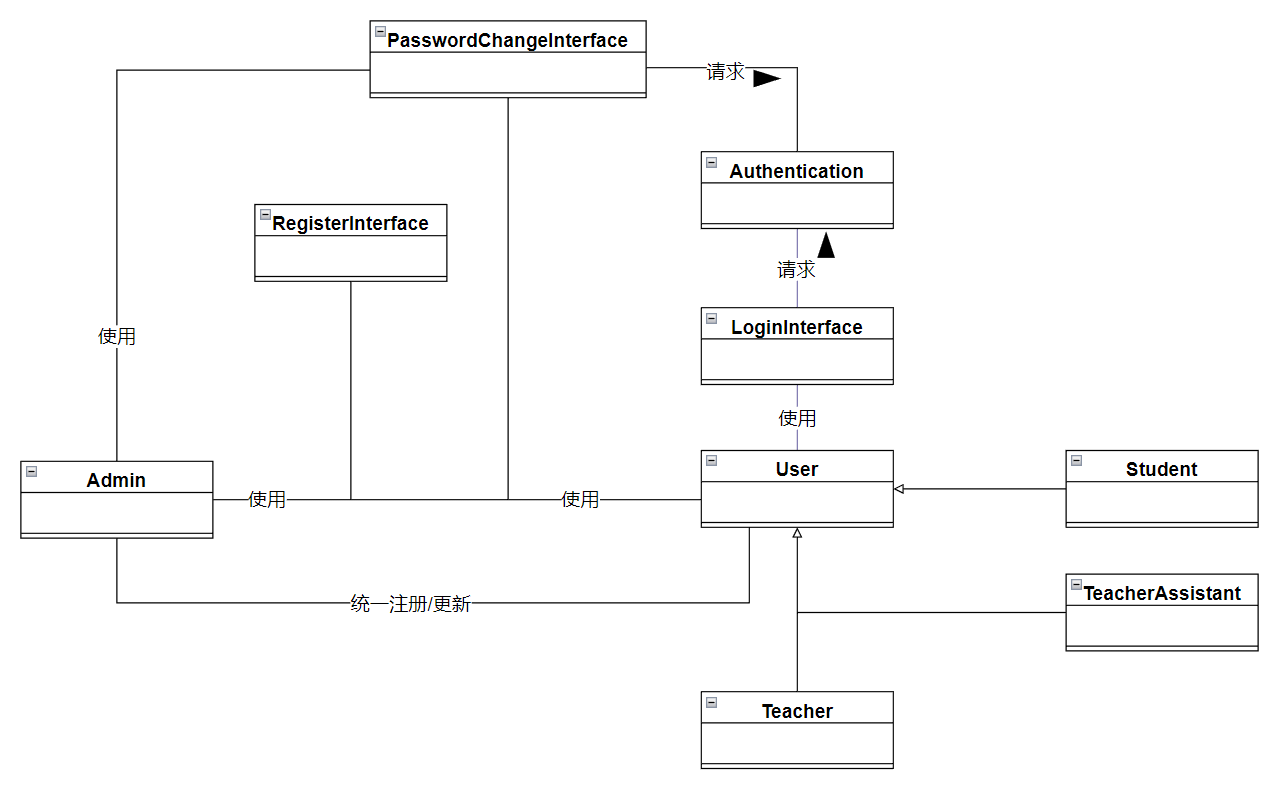 PasswordChangeInterface
请求
Authentication
RegisterInterface
请求
LoginInterface
使用
使用
User
Student
Admin
使用
使用
TeacherAssistant
统一注册/更新
Teacher